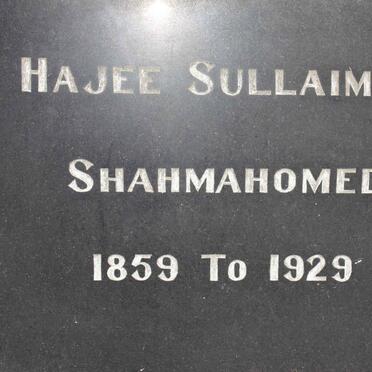 HAJEE SULLAIM
SHAHMAHOMED
1859 TO 1929